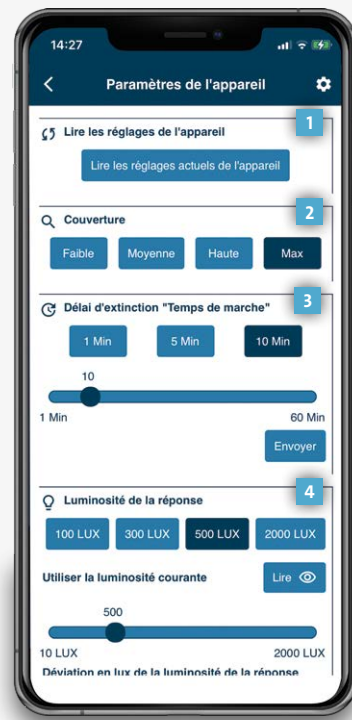 14:27
Paramètres de l'appareil
1
Lire les réglages de l'appareil
Lire les réglages actuels de l'appareil
2
Couverture
Faible Moyenne Haute Max
3
Délai d'extinction "Temps de marche"
1 Min 5 Min 10 Min
10
1 Min 60 Min
Envoyer
4
Luminosité de la réponse
100 LUX 300 LUX 500 LUX 2000 LUX
Utiliser la luminosité courante Lire
500
10 LUX 2000 LUX
Déviation en lux de la luminosité de la réponse